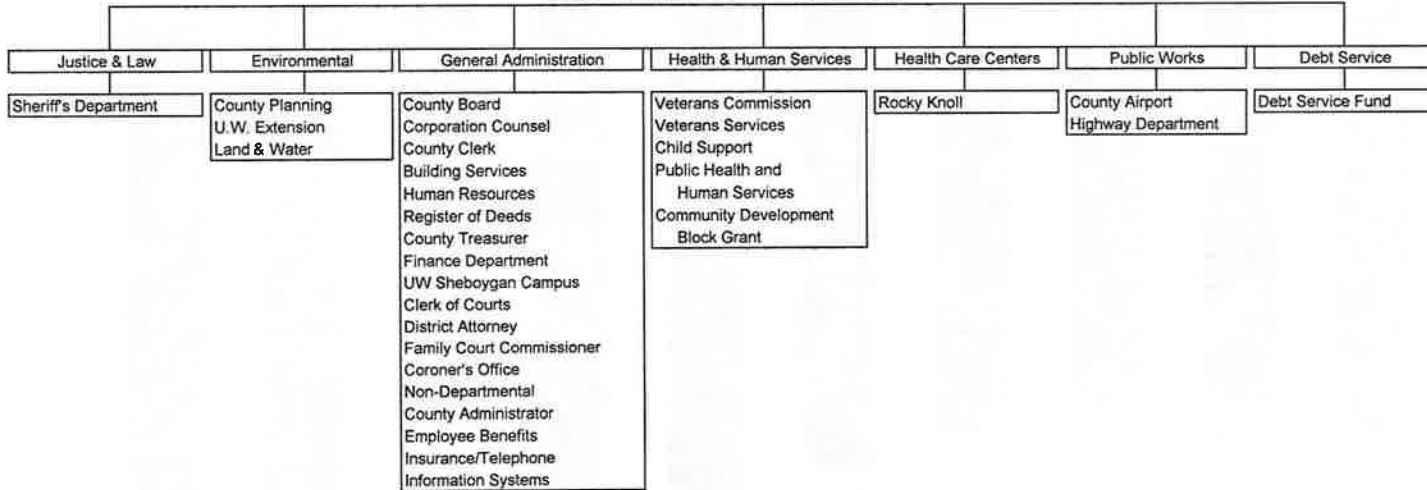 Justice & Law
Environmental
General Administration
Health & Human Services
Health Care Centers
Public Works
Debt Service
Sheriff's Department
County Planning
U.W. Extension
Land & Water
County Board
Corporation Counsel
County Clerk
Building Services
Human Resources
Register of Deeds
County Treasurer
Finance Department
UW Sheboygan Campus
Clerk of Courts
District Attorney
Family Court Commissioner
Coroner's Office
Non-Departmental
County Administrator
Employee Benefits
Insurance/Telephone
Information Systems
Veterans Commission
Veterans Services
Child Support
Public Health and
Human Services
Community Development
Block Grant
Rocky Knoll
County Airport
Highway Department
Debt Service Fund